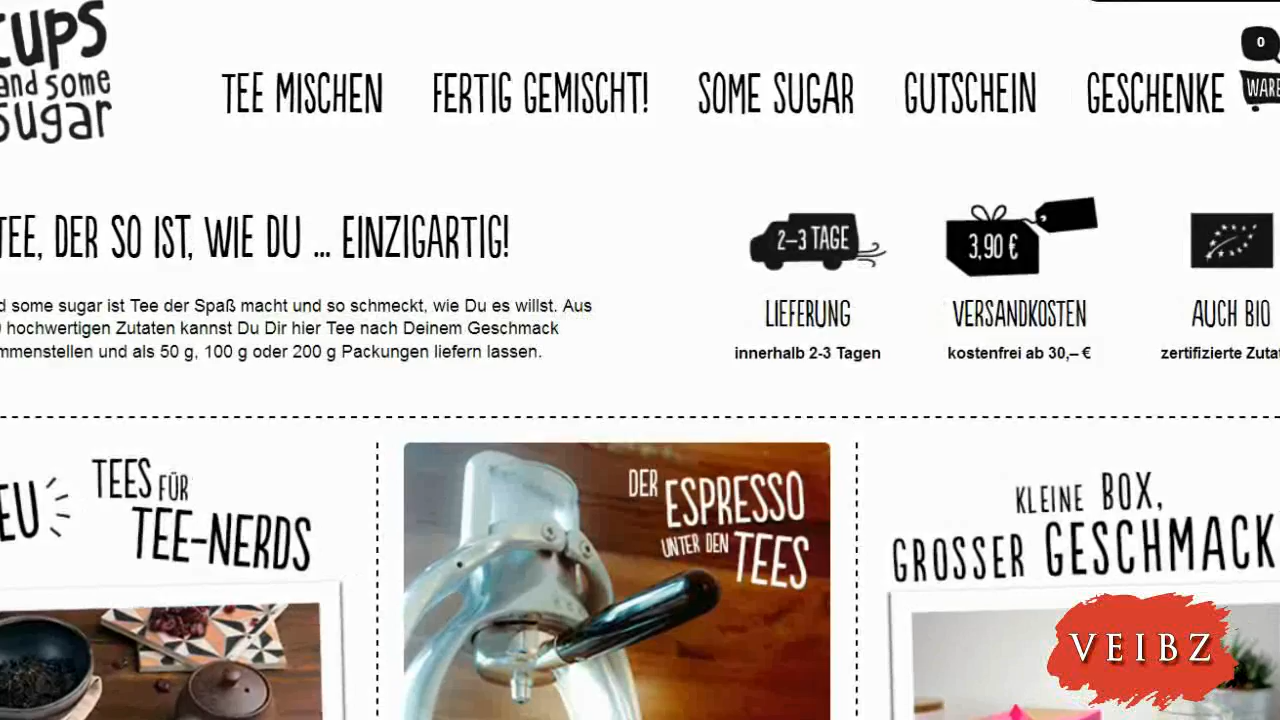 cups
and some
sugar
TEE MISCHEN
FERTIG GEMISCHT!
SOME SUGAR
GUTSCHEIN
GESCHENKE
0
WARE
TEE, DER SO IST, WIE DU ... EINZIGARTIG!
d some sugar ist Tee der Spaß macht und so schmeckt, wie Du es willst. Aus
hochwertigen Zutaten kannst Du Dir hier Tee nach Deinem Geschmack
mmenstellen und als 50 g, 100 g oder 200 g Packungen liefern lassen.
2–3 TAGE
LIEFERUNG
innerhalb 2-3 Tagen
3,90 €
VERSANDKOSTEN
kostenfrei ab 30,– €
AUCH BIO
zertifizierte Zutat
EU
TEES FÜR
TEE-NERDS
DER
ESPRESSO
UNTER DEN
TEES
KLEINE BOX,
GROSSER GESCHMACK
VEIBZ